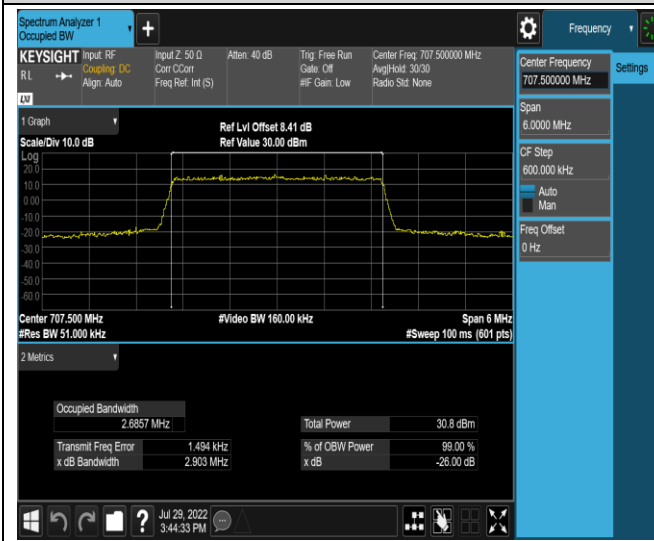 Spectrum Analyzer 1
Occupied BW
+
Frequency
KEYSIGHT
RL
LXI
Input: RF
Coupling: DC
Align: Auto
Input Z: 50 Ω
Corr CCorr
Freq Ref: Int (S)
Atten: 40 dB
Trig: Free Run
Gate: Off
#IF Gain: Low
Center Freq: 707.500000 MHz
Avg|Hold: 30/30
Radio Std: None
Center Frequency
707.500000 MHz
Settings
Span
6.0000 MHz
CF Step
600.000 kHz
Auto
Man
Freq Offset
0 Hz
1 Graph
Scale/Div 10.0 dB
Ref Lvl Offset 8.41 dB
Ref Value 30.00 dBm
Log
20.0
10.0
0.00
-10.0
-20.0
-30.0
-40.0
-50.0
-60.0
Center 707.500 MHz
#Video BW 160.00 kHz
Span 6 MHz
#Res BW 51.000 kHz
#Sweep 100 ms (601 pts)
2 Metrics
Occupied Bandwidth
2.6857 MHz
Total Power 30.8 dBm
Transmit Freq Error 1.494 kHz
% of OBW Power 99.00 %
x dB Bandwidth 2.903 MHz
x dB -26.00 dB
?
Jul 29, 2022
3:44:33 PM